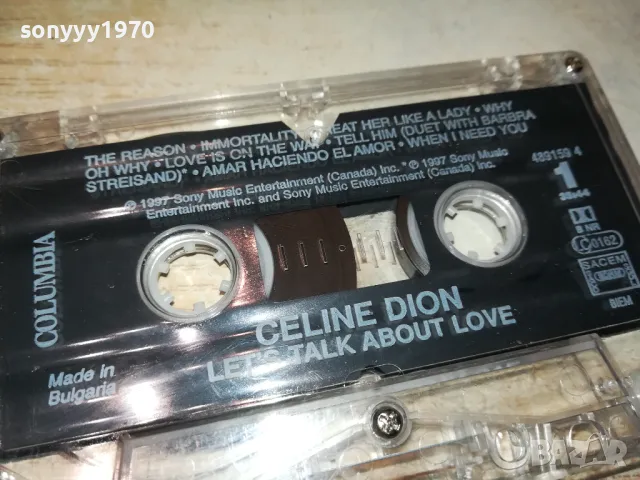 sonyyy1970
THE REASON • IMMORTALITY • TREAT HER LIKE A LADY • WHY
OH WHY • LOVE IS ON THE WAY • TELL HIM (DUET WITH BARBRA
STREISAND)* • AMAR HACIENDO EL AMOR • WHEN I NEED YOU
℗ 1997 Sony Music Entertainment (Canada) Inc. * ℗ 1997 Sony Music
Entertainment Inc. and Sony Music Entertainment (Canada) Inc.
489159 4
1
B NR
C 0162
SACEM
BIEM
COLUMBIA
Made in
Bulgaria
CELINE DION
LET'S TALK ABOUT LOVE
bazar